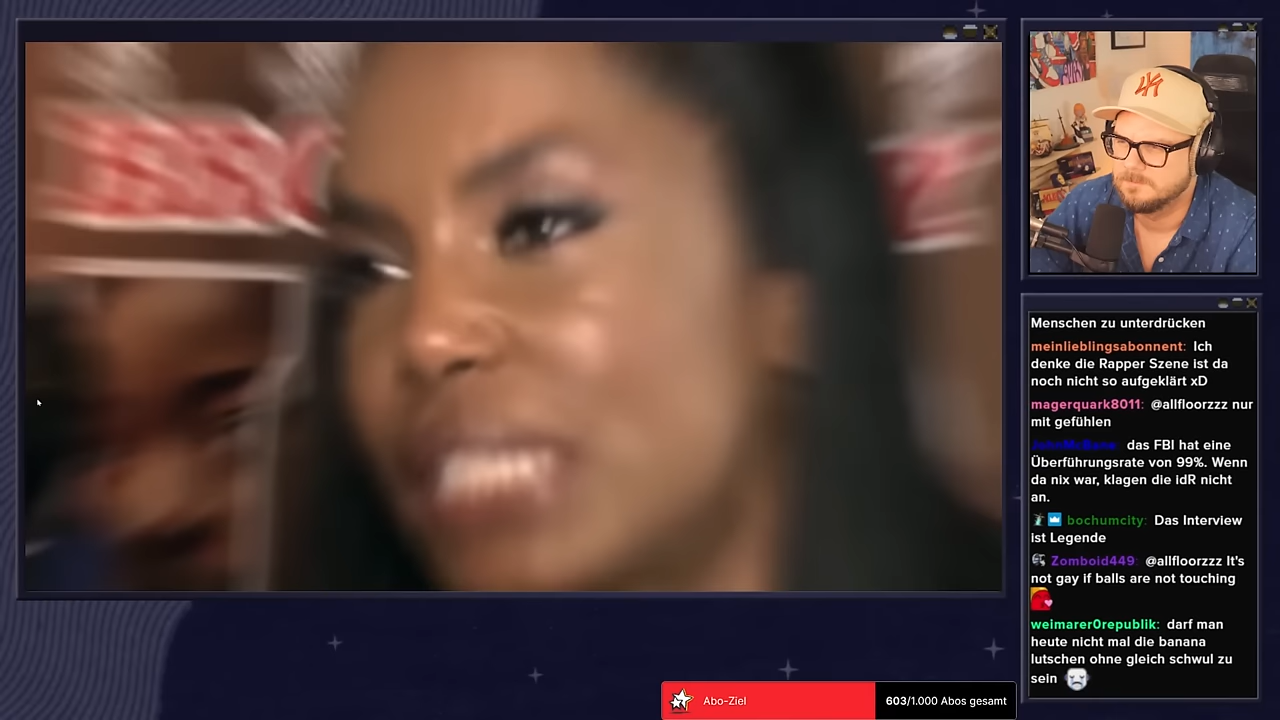 Menschen zu unterdrücken
meinlieblingsabonnent: Ich
denke die Rapper Szene ist da
noch nicht so aufgeklärt xD
magerquark8011: @allfloorzzz nur
mit gefühlen
das FBI hat eine
Überführungsrate von 99%. Wenn
da nix war, klagen die idR nicht
an.
bochumcity: Das Interview
ist Legende
Zomboid449: @allfloorzzz It's
not gay if balls are not touching
weimarer0republik: darf man
heute nicht mal die banana
lutschen ohne gleich schwul zu
sein
Abo-Ziel
603/1.000 Abos gesamt